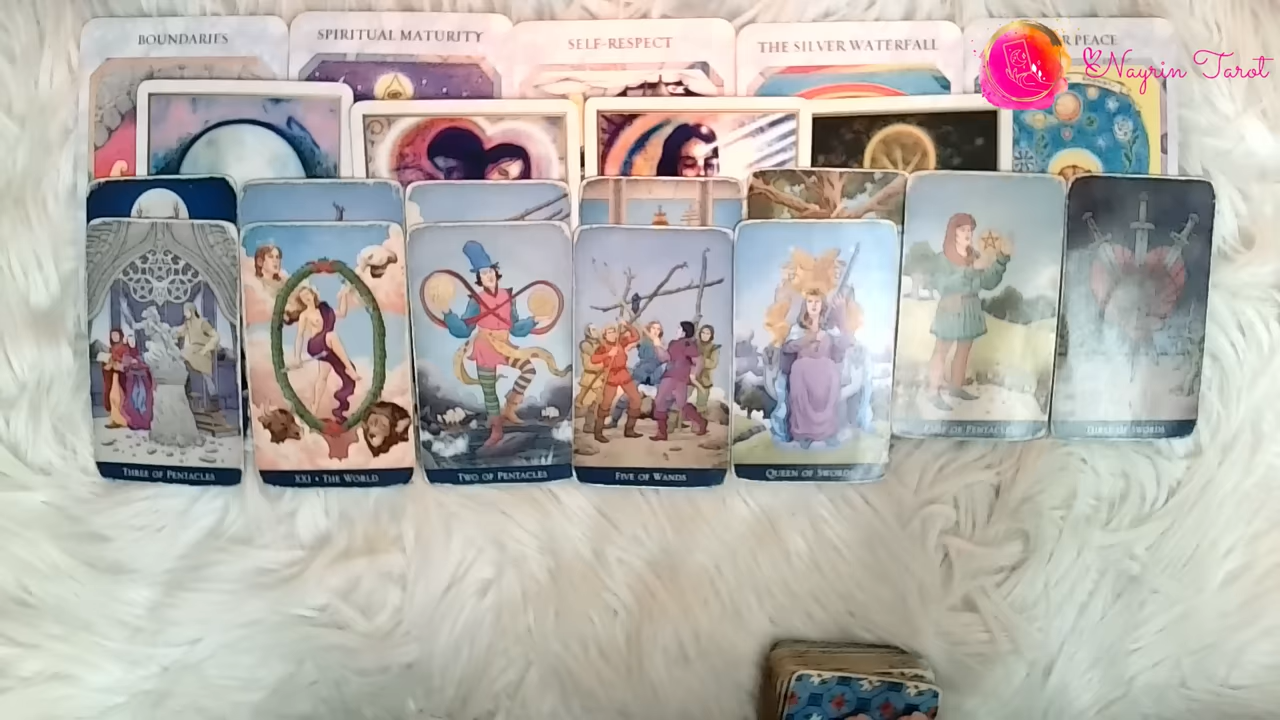 BOUNDARIES
SPIRITUAL MATURITY
SELF-RESPECT
THE SILVER WATERFALL
R PEACE
Nayrin Tarot
THREE OF PENTACLES
XXI • THE WORLD
TWO OF PENTACLES
FIVE OF WANDS
QUEEN OF SWORDS
PAGE OF PENTACLES
THREE OF SWORDS